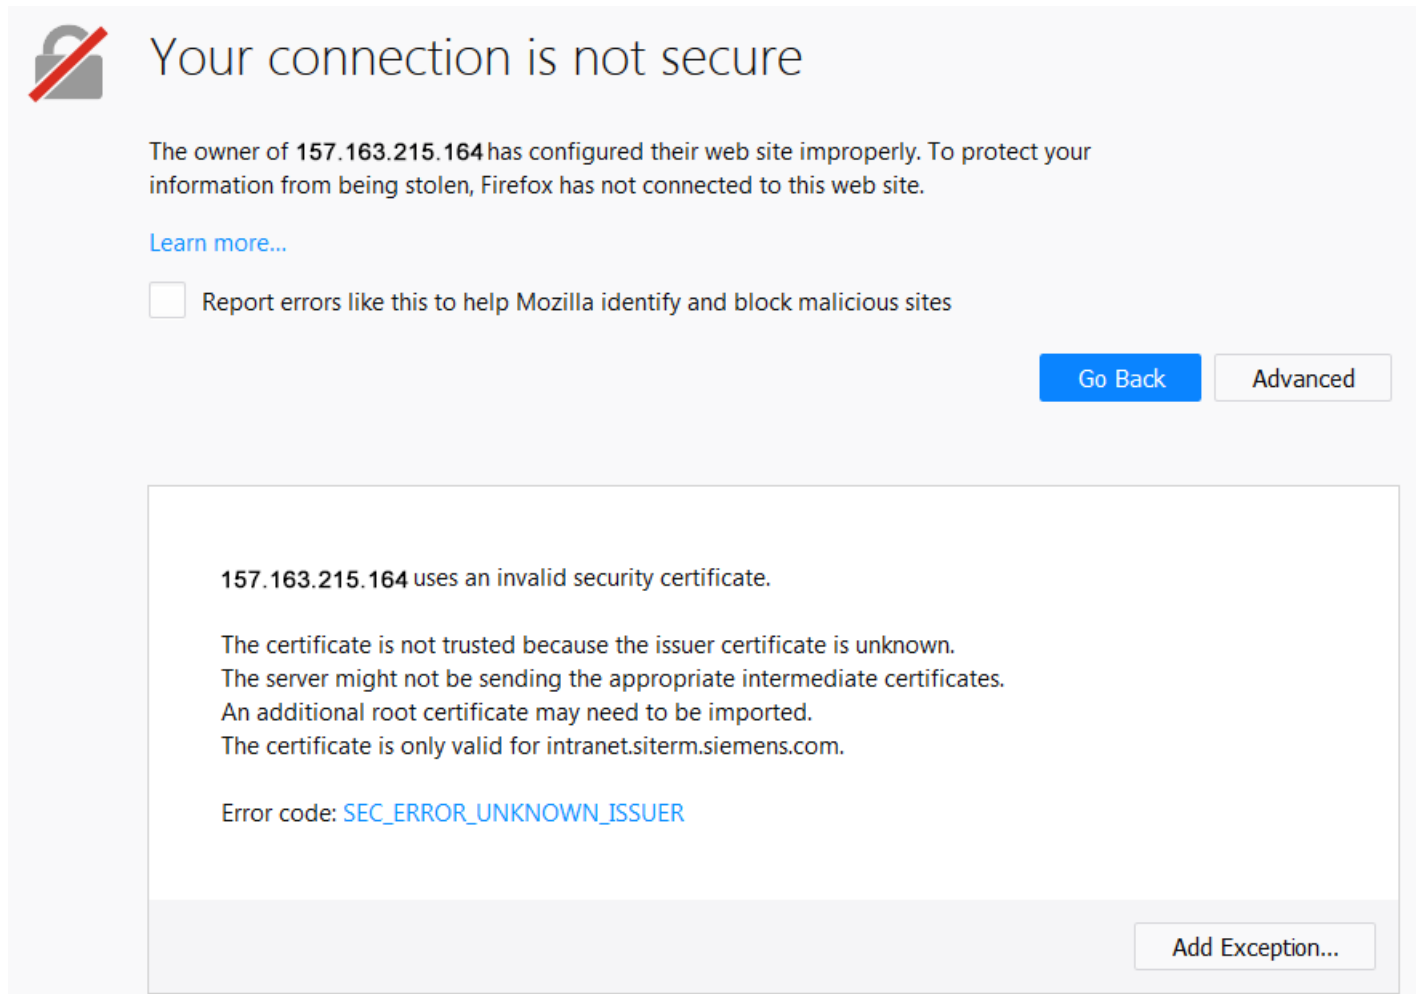 Your connection is not secure
The owner of 157.163.215.164 has configured their web site improperly. To protect your
information from being stolen, Firefox has not connected to this web site.
Learn more...
Report errors like this to help Mozilla identify and block malicious sites
Go Back
Advanced
157.163.215.164 uses an invalid security certificate.
The certificate is not trusted because the issuer certificate is unknown.
The server might not be sending the appropriate intermediate certificates.
An additional root certificate may need to be imported.
The certificate is only valid for intranet.siterm.siemens.com.
Error code: SEC_ERROR_UNKNOWN_ISSUER
Add Exception...